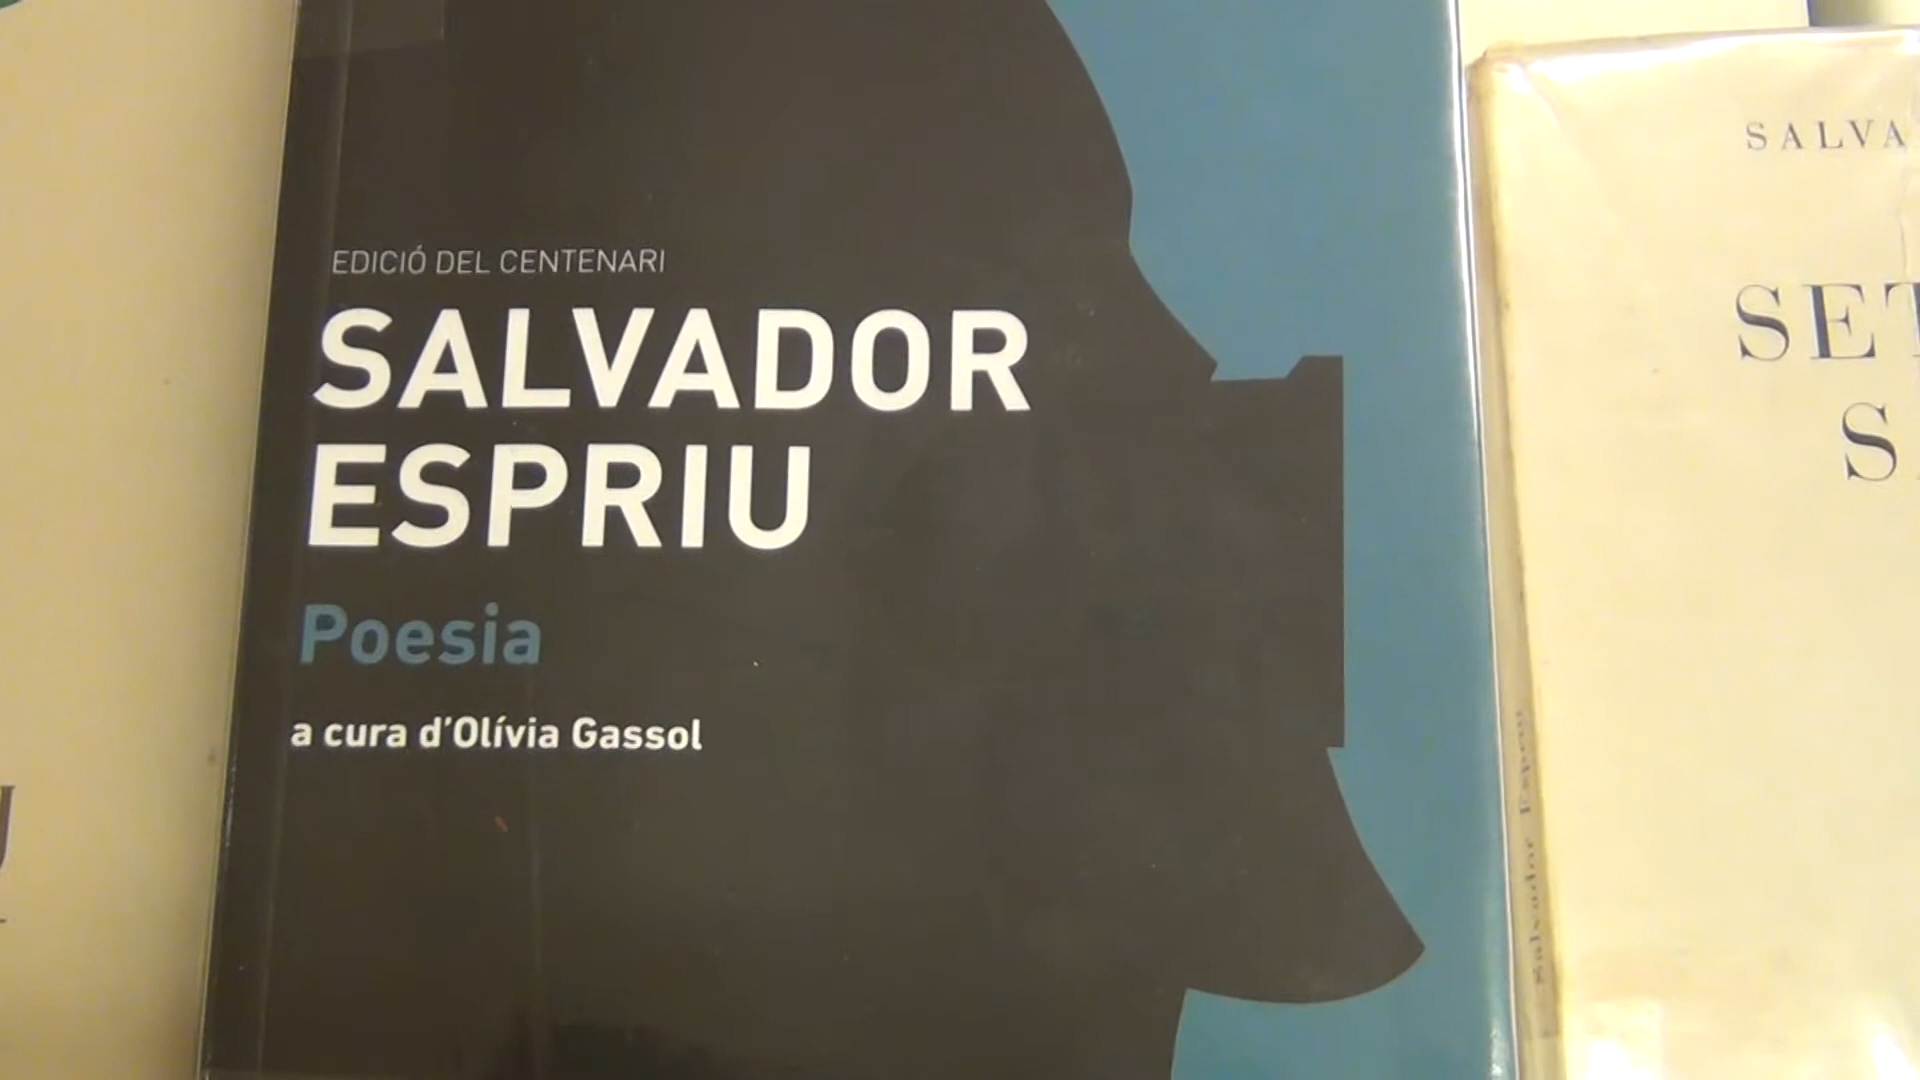 EDICIÓ DEL CENTENARI
SALVADOR
ESPRIU
Poesia
a cura d'Olívia Gassol
SALVA
SET
S
Salvador Espriu